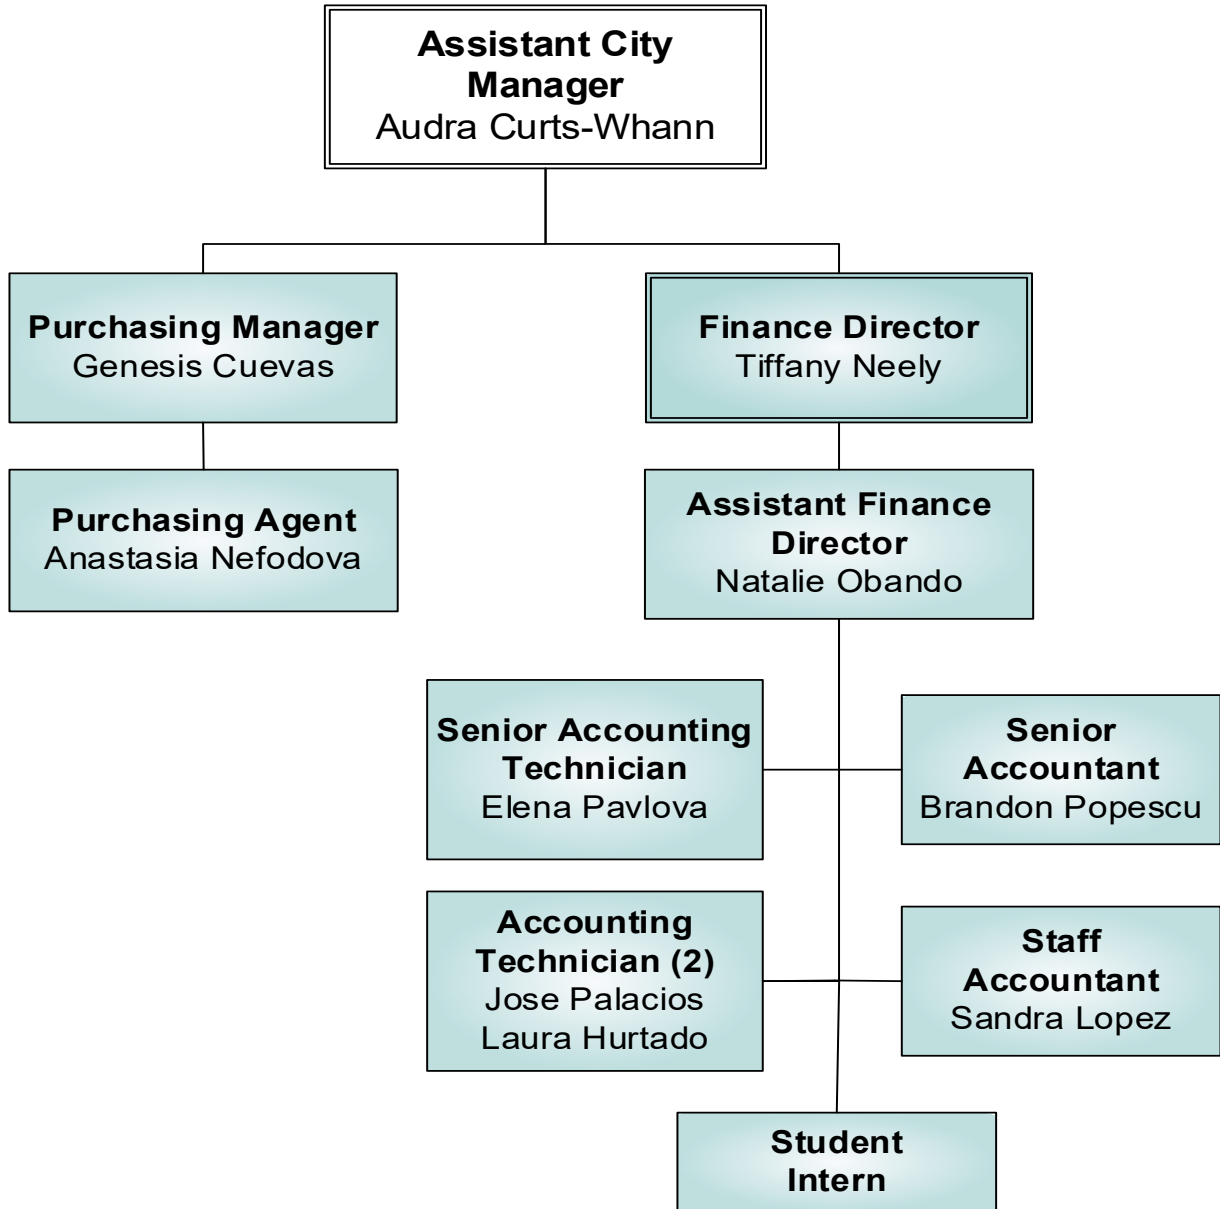 Assistant City
Manager
Audra Curts-Whann
Purchasing Manager
Genesis Cuevas
Finance Director
Tiffany Neely
Purchasing Agent
Anastasia Nefodova
Assistant Finance
Director
Natalie Obando
Senior Accounting
Technician
Elena Pavlova
Senior
Accountant
Brandon Popescu
Accounting
Technician (2)
Jose Palacios
Laura Hurtado
Staff
Accountant
Sandra Lopez
Student
Intern